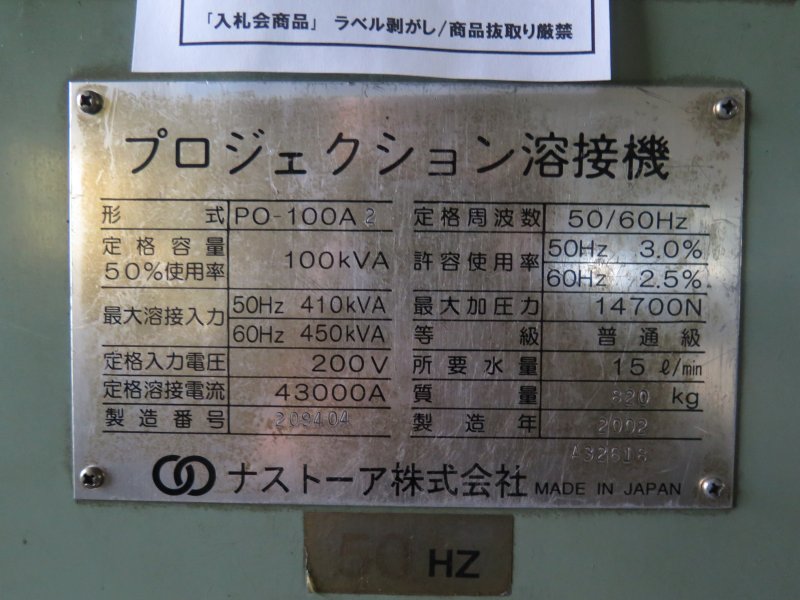 「入札会商品」 ラベル剥がし/商品抜取り厳禁
プロジェクション溶接機
形式 PO-100A2
定格容量 50%使用率 100kVA
最大溶接入力 50Hz 410kVA
60Hz 450kVA
定格入力電圧 200V
定格溶接電流 43000A
製造番号 209404
定格周波数 50/60Hz
許容使用率 50Hz 3.0%
60Hz 2.5%
最大加圧力 14700N
等級 普通級
所要水量 15 ℓ/min
質量 820 kg
製造年 2002
A32618
ナストーア株式会社 MADE IN JAPAN
50 HZ